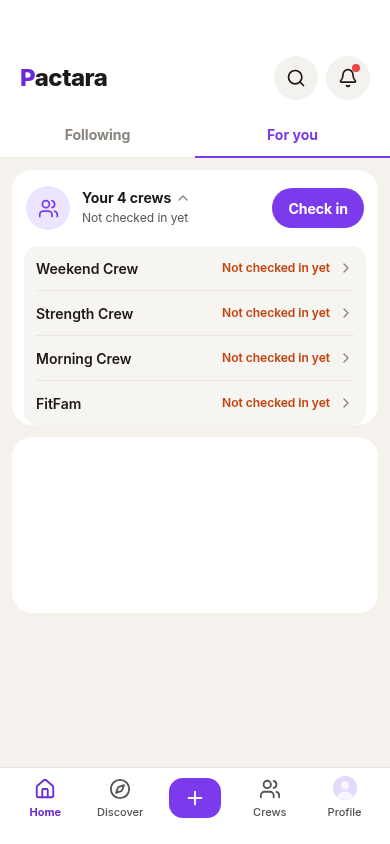 Pactara
Following
For you
Your 4 crews
Not checked in yet
Check in
Weekend Crew
Not checked in yet
Strength Crew
Not checked in yet
Morning Crew
Not checked in yet
FitFam
Not checked in yet
Home
Discover
Crews
Profile